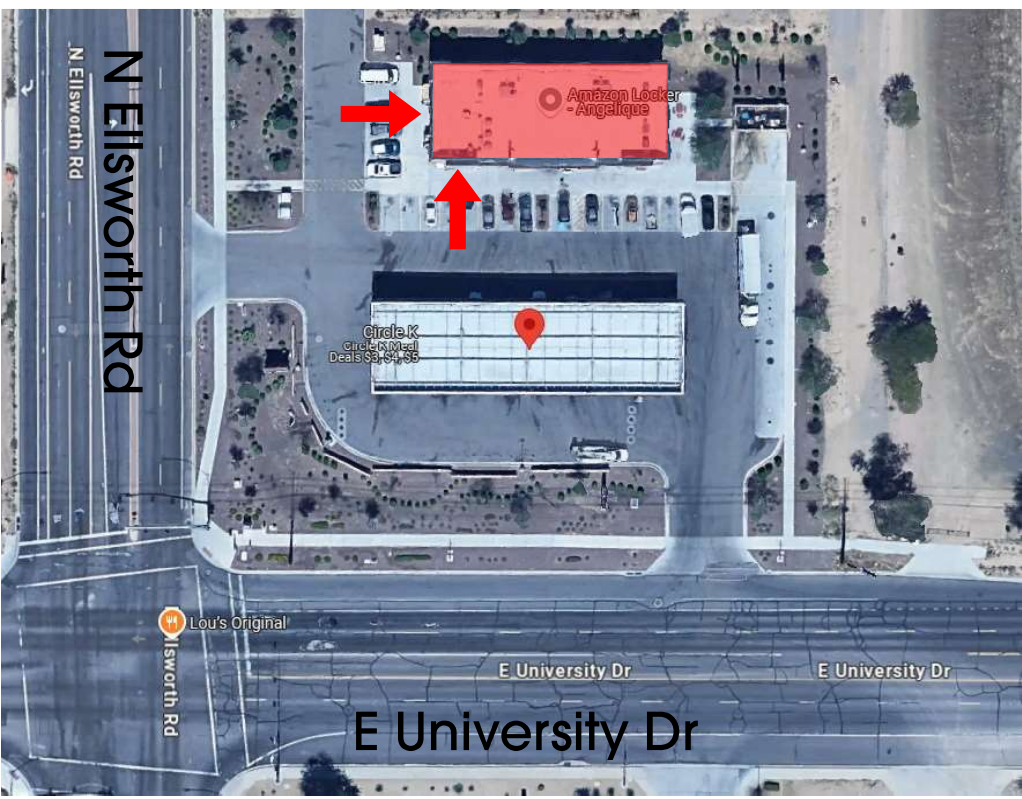 N Ellsworth Rd
N Ellsworth Rd
Amazon Locker
- Angelique
Circle K
Circle K Meal
Deals $3, $4, $5
Lou's Original
Ellsworth Rd
E University Dr
E University Dr
E University Dr